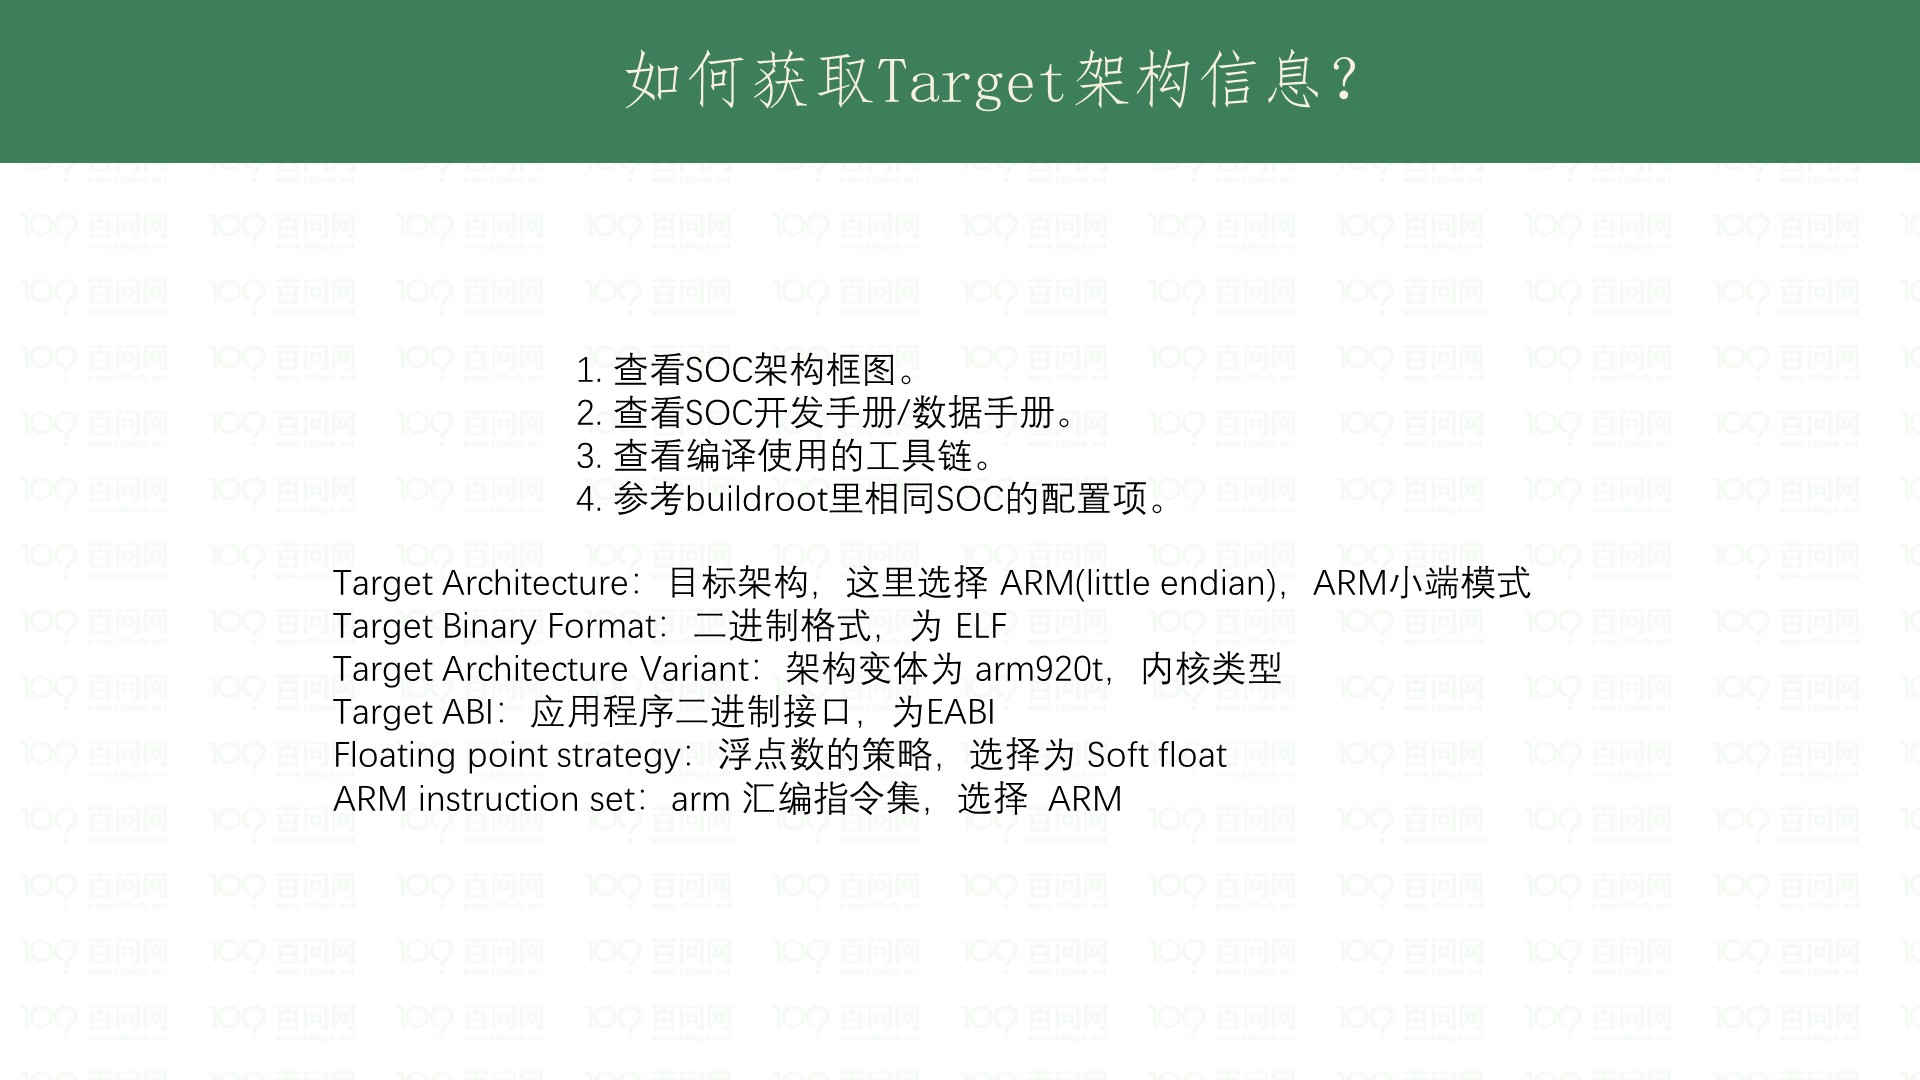 如何获取Target架构信息？
1. 查看SOC架构框图。
2. 查看SOC开发手册/数据手册。
3. 查看编译使用的工具链。
4. 参考buildroot里相同SOC的配置项。
Target Architecture：目标架构，这里选择 ARM(little endian)，ARM小端模式
Target Binary Format：二进制格式，为 ELF
Target Architecture Variant：架构变体为 arm920t，内核类型
Target ABI：应用程序二进制接口，为EABI
Floating point strategy：浮点数的策略，选择为 Soft float
ARM instruction set：arm 汇编指令集，选择 ARM
百问网
www.100ask.net